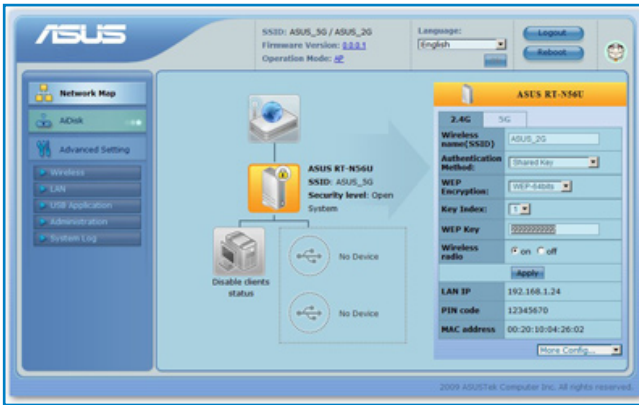 ASUS
SSID: ASUS_5G / ASUS_2G
Firmware Version: 0.0.0.1
Operation Mode: AP
Language:
English
Logout
Reboot
Network Map
AiDisk
Advanced Setting
Wireless
LAN
USB Application
Administration
System Log
ASUS RT-N56U
SSID: ASUS_5G
Security level: Open
System
Disable clients
status
No Device
No Device
ASUS RT-N56U
2.4G 5G
Wireless name(SSID) ASUS_2G
Authentication Method: Shared Key
WEP Encryption: WEP-64bits
Key Index: 1
WEP Key 2222222222
Wireless radio on off
Apply
LAN IP 192.168.1.24
PIN code 12345670
MAC address 00:20:10:04:26:02
More Config...
2009 ASUSTek Computer Inc. All rights reserved.